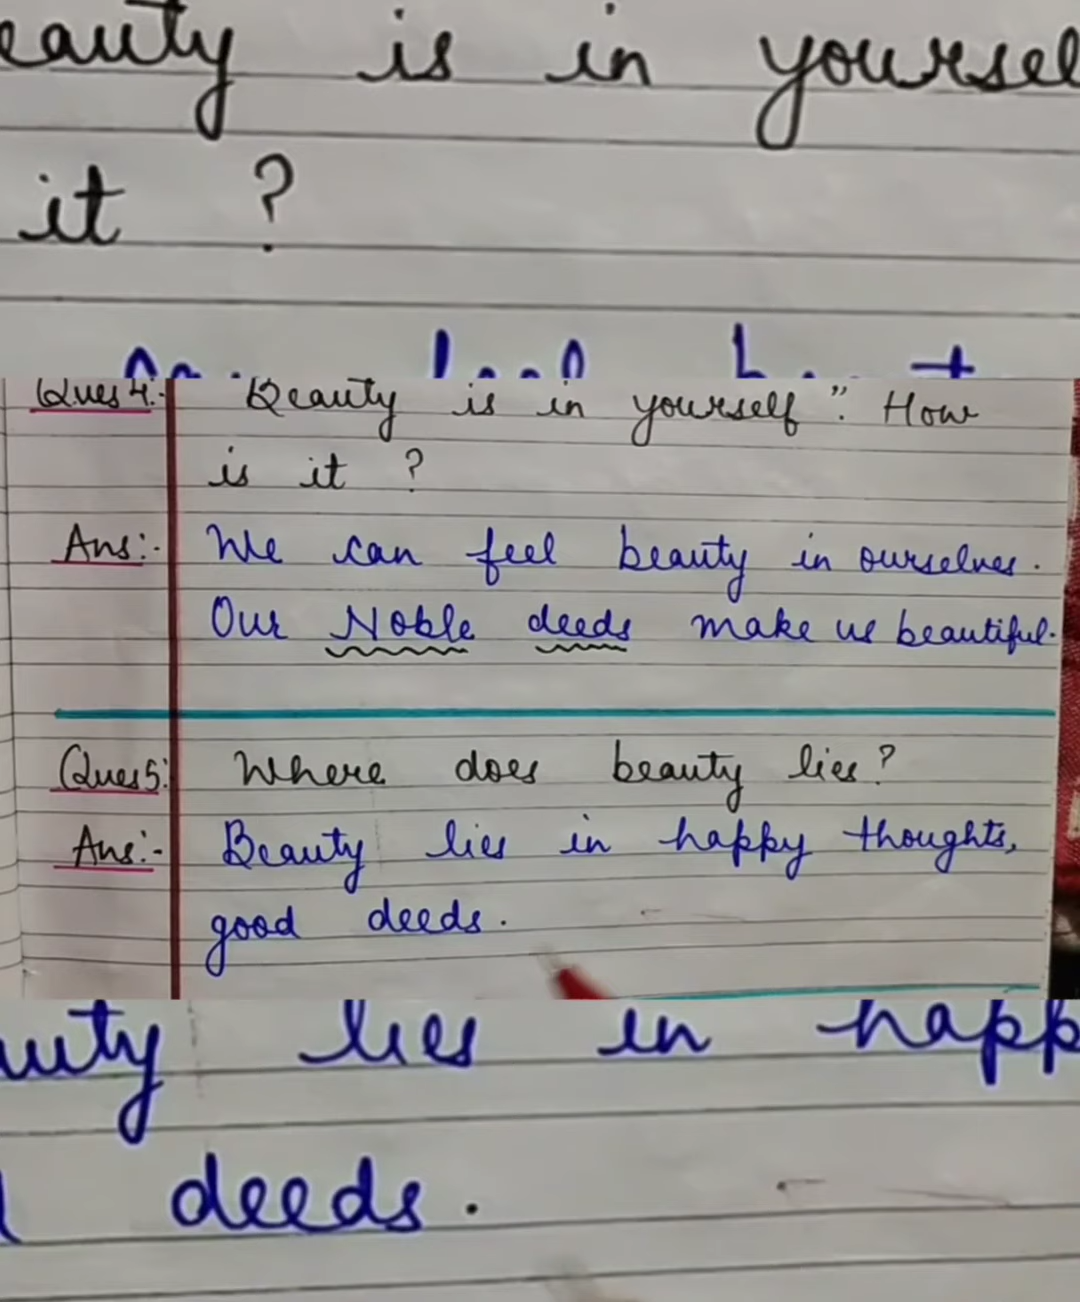 eauty is in yoursel
it ?
Ques 4.- Beauty is in yourself". How
is it ?
Ans:- We can feel beauty in ourselves.
Our Noble deeds make us beautiful.
Ques 5: Where does beauty lies?
Ans:- Beauty lies in happy thoughts,
good deeds.
uty lies in happ
deeds.